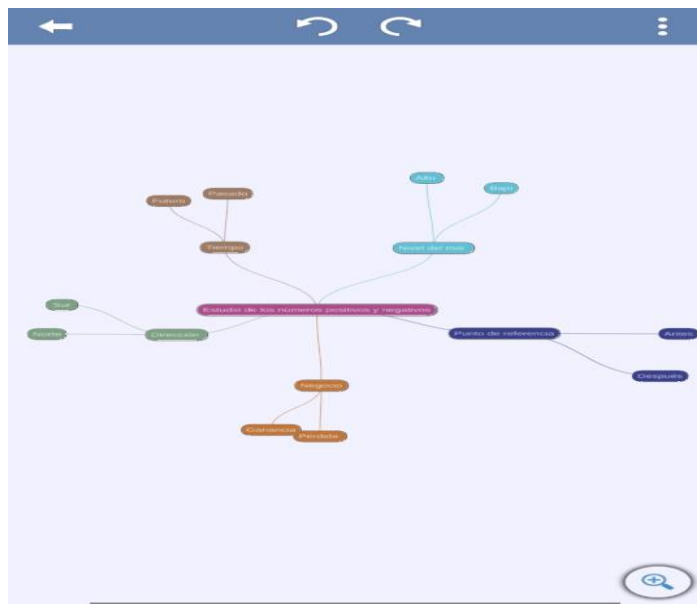 Alto
Bajo
Pasado
Futuro
Tiempo
Nivel del mar
Sur
Estudio de los números positivos y negativos
Norte
Dirección
Punto de referencia
Antes
Después
Negocio
Ganancia
Pérdida